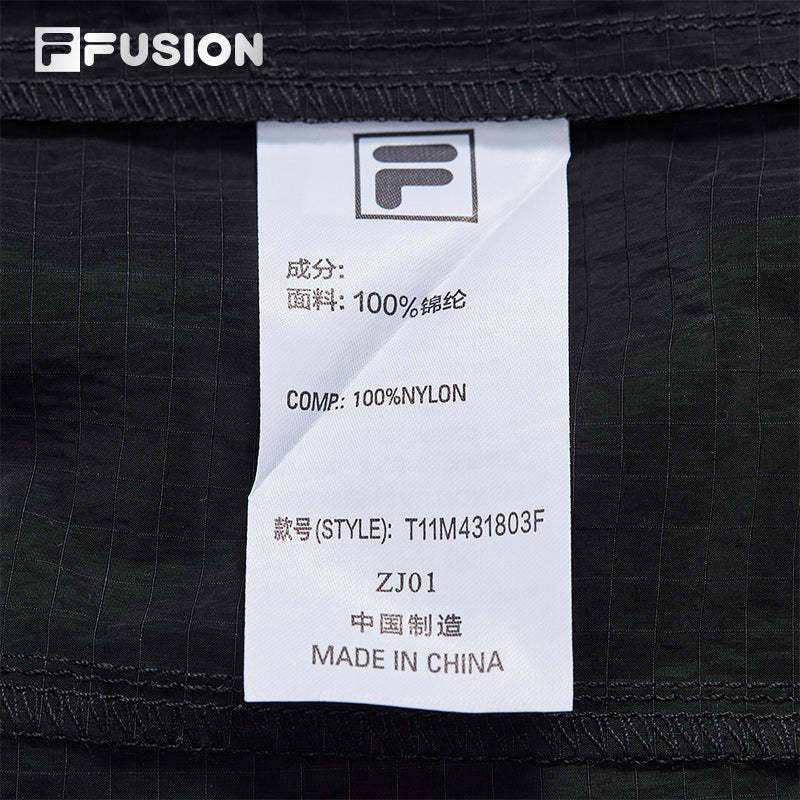 FUSION
成分:
面料: 100%锦纶
COMP.: 100%NYLON
款号(STYLE): T11M431803F
ZJ01
中国制造
MADE IN CHINA